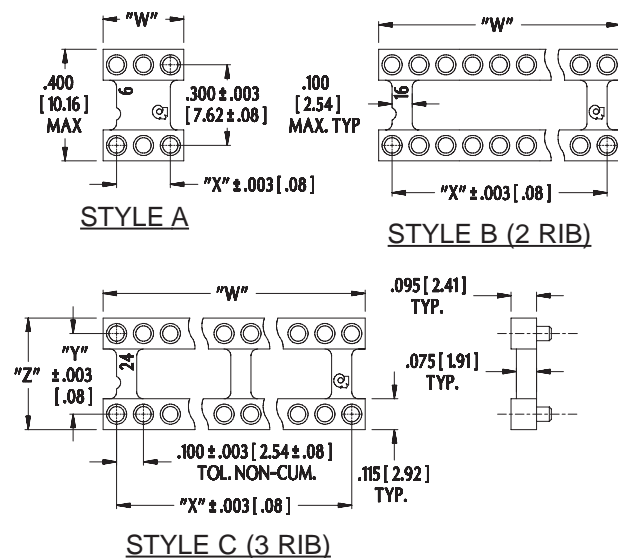 "W"
.400
[10.16]
MAX
6
.300±.003
[7.62±.08]
"X"±.003[.08]
STYLE A
"W"
.100
[2.54]
MAX. TYP
16
"X"±.003[.08]
STYLE B (2 RIB)
"W"
"Z"
"Y"
±.003
[.08]
24
.100±.003[2.54±.08]
TOL. NON-CUM.
"X"±.003[.08]
.115[2.92]
TYP.
STYLE C (3 RIB)
.095[2.41]
TYP.
.075[1.91]
TYP.